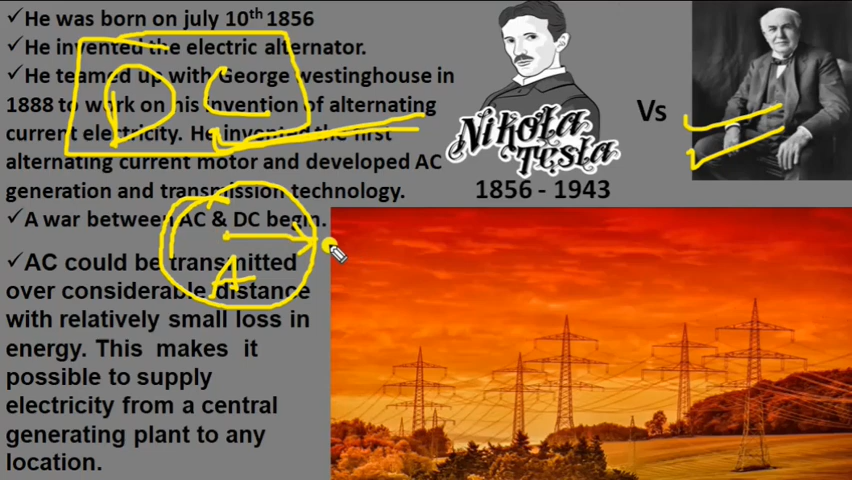 ✓He was born on july 10th 1856
✓He invented the electric alternator.
✓He teamed up with George westinghouse in
1888 to work on his invention of alternating
current electricity. He invented the first
alternating current motor and developed AC
generation and transmission technology.
✓A war between AC & DC begin.
✓AC could be transmitted
over considerable distance
with relatively small loss in
energy. This makes it
possible to supply
electricity from a central
generating plant to any
location.
DC
A
Nikola
Tesla
1856 - 1943
Vs